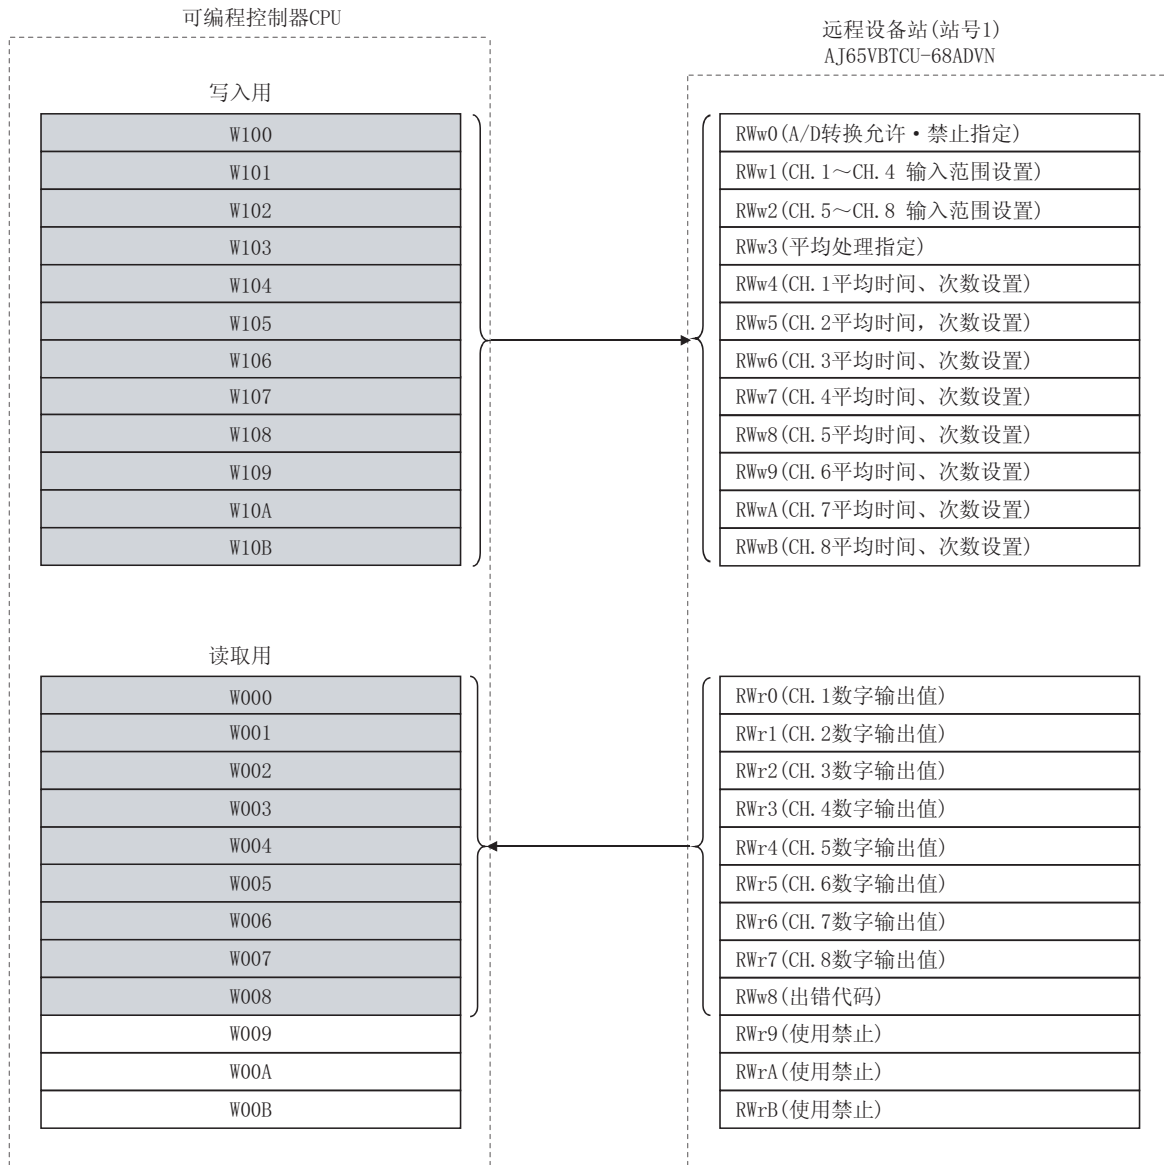 可编程控制器CPU
远程设备站(站号1)
AJ65VBTCU-68ADVN
写入用
W100
W101
W102
W103
W104
W105
W106
W107
W108
W109
W10A
W10B
RWw0(A/D转换允许·禁止指定)
RWw1(CH.1～CH.4 输入范围设置)
RWw2(CH.5～CH.8 输入范围设置)
RWw3(平均处理指定)
RWw4(CH.1平均时间、次数设置)
RWw5(CH.2平均时间，次数设置)
RWw6(CH.3平均时间、次数设置)
RWw7(CH.4平均时间、次数设置)
RWw8(CH.5平均时间、次数设置)
RWw9(CH.6平均时间、次数设置)
RWwA(CH.7平均时间、次数设置)
RWwB(CH.8平均时间、次数设置)
读取用
W000
W001
W002
W003
W004
W005
W006
W007
W008
W009
W00A
W00B
RWr0(CH.1数字输出值)
RWr1(CH.2数字输出值)
RWr2(CH.3数字输出值)
RWr3(CH.4数字输出值)
RWr4(CH.5数字输出值)
RWr5(CH.6数字输出值)
RWr6(CH.7数字输出值)
RWr7(CH.8数字输出值)
RWw8(出错代码)
RWr9(使用禁止)
RWrA(使用禁止)
RWrB(使用禁止)